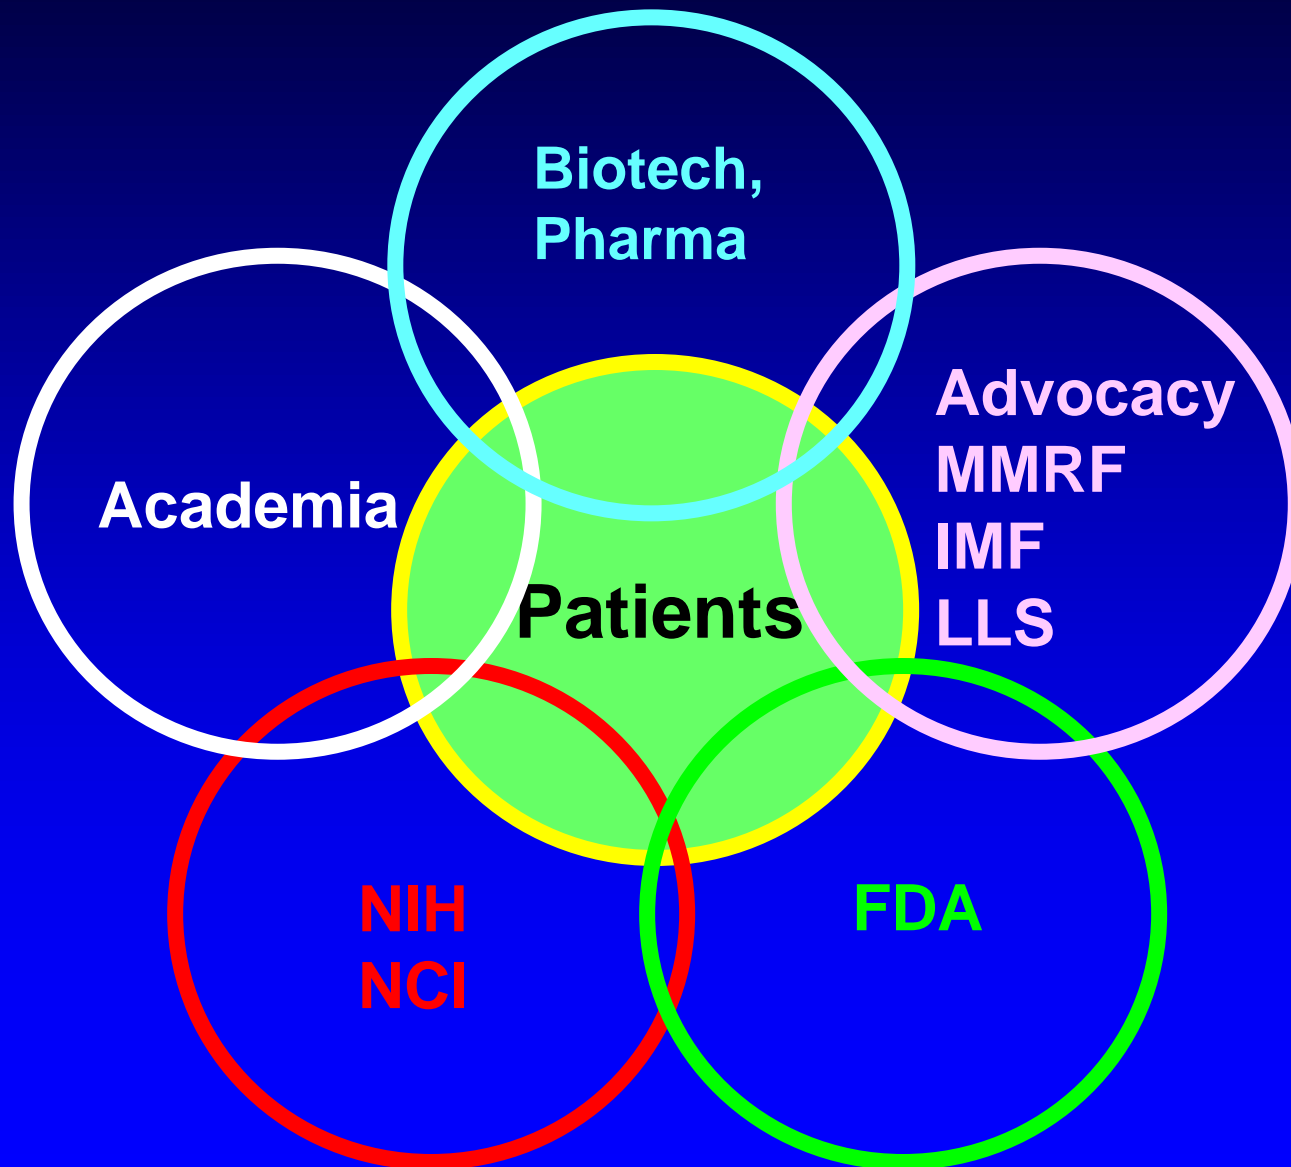 Biotech,
Pharma
Academia
Advocacy
MMRF
IMF
LLS
Patients
NIH
NCI
FDA